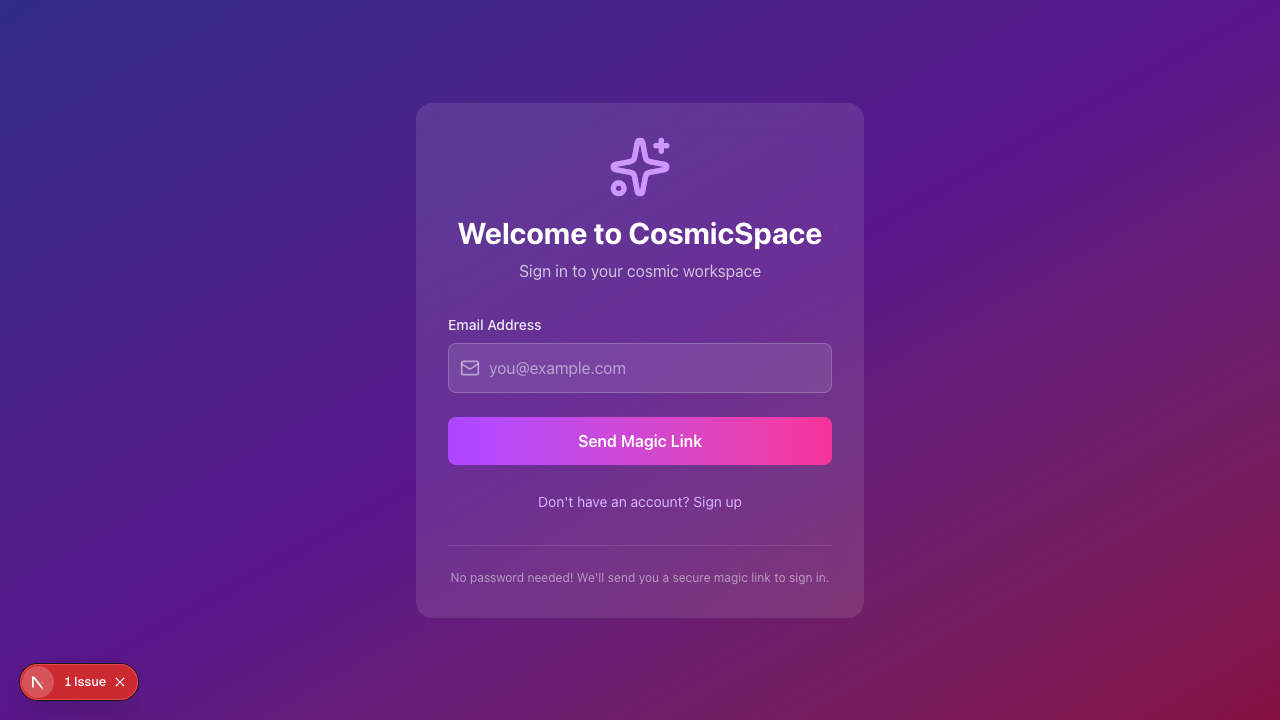 Welcome to CosmicSpace
Sign in to your cosmic workspace
Email Address
you@example.com
Send Magic Link
Don't have an account? Sign up
No password needed! We'll send you a secure magic link to sign in.
1 Issue